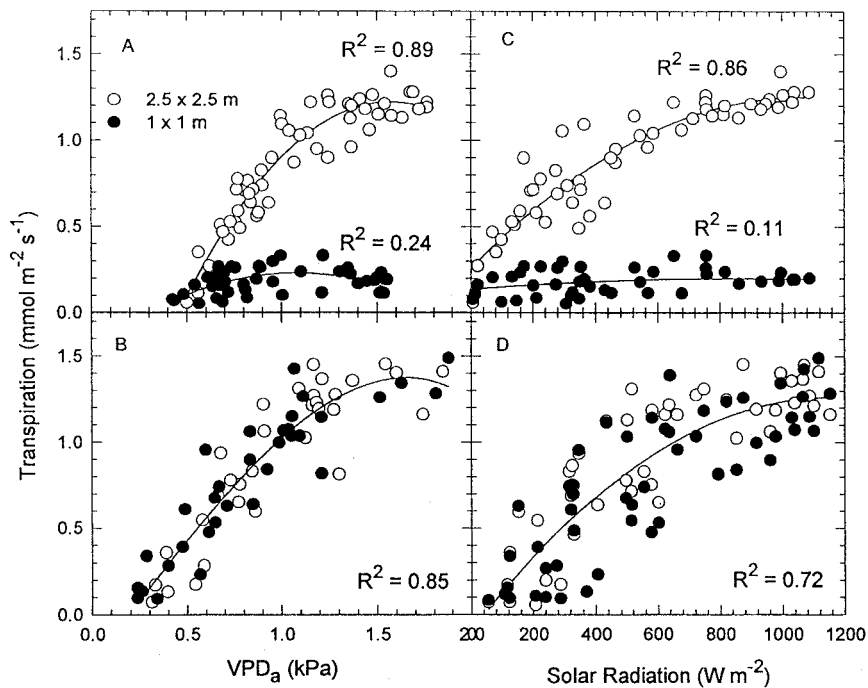 A
R² = 0.89
2.5 x 2.5 m
1 x 1 m
R² = 0.24
C
R² = 0.86
R² = 0.11
B
R² = 0.85
D
R² = 0.72
1.5
1.0
0.5
0.0
1.5
1.0
0.5
0.0
Transpiration (mmol m⁻² s⁻¹)
0.0 0.5 1.0 1.5 20 200 400 600 800 1000 1200
VPDₐ (kPa)
Solar Radiation (W m⁻²)